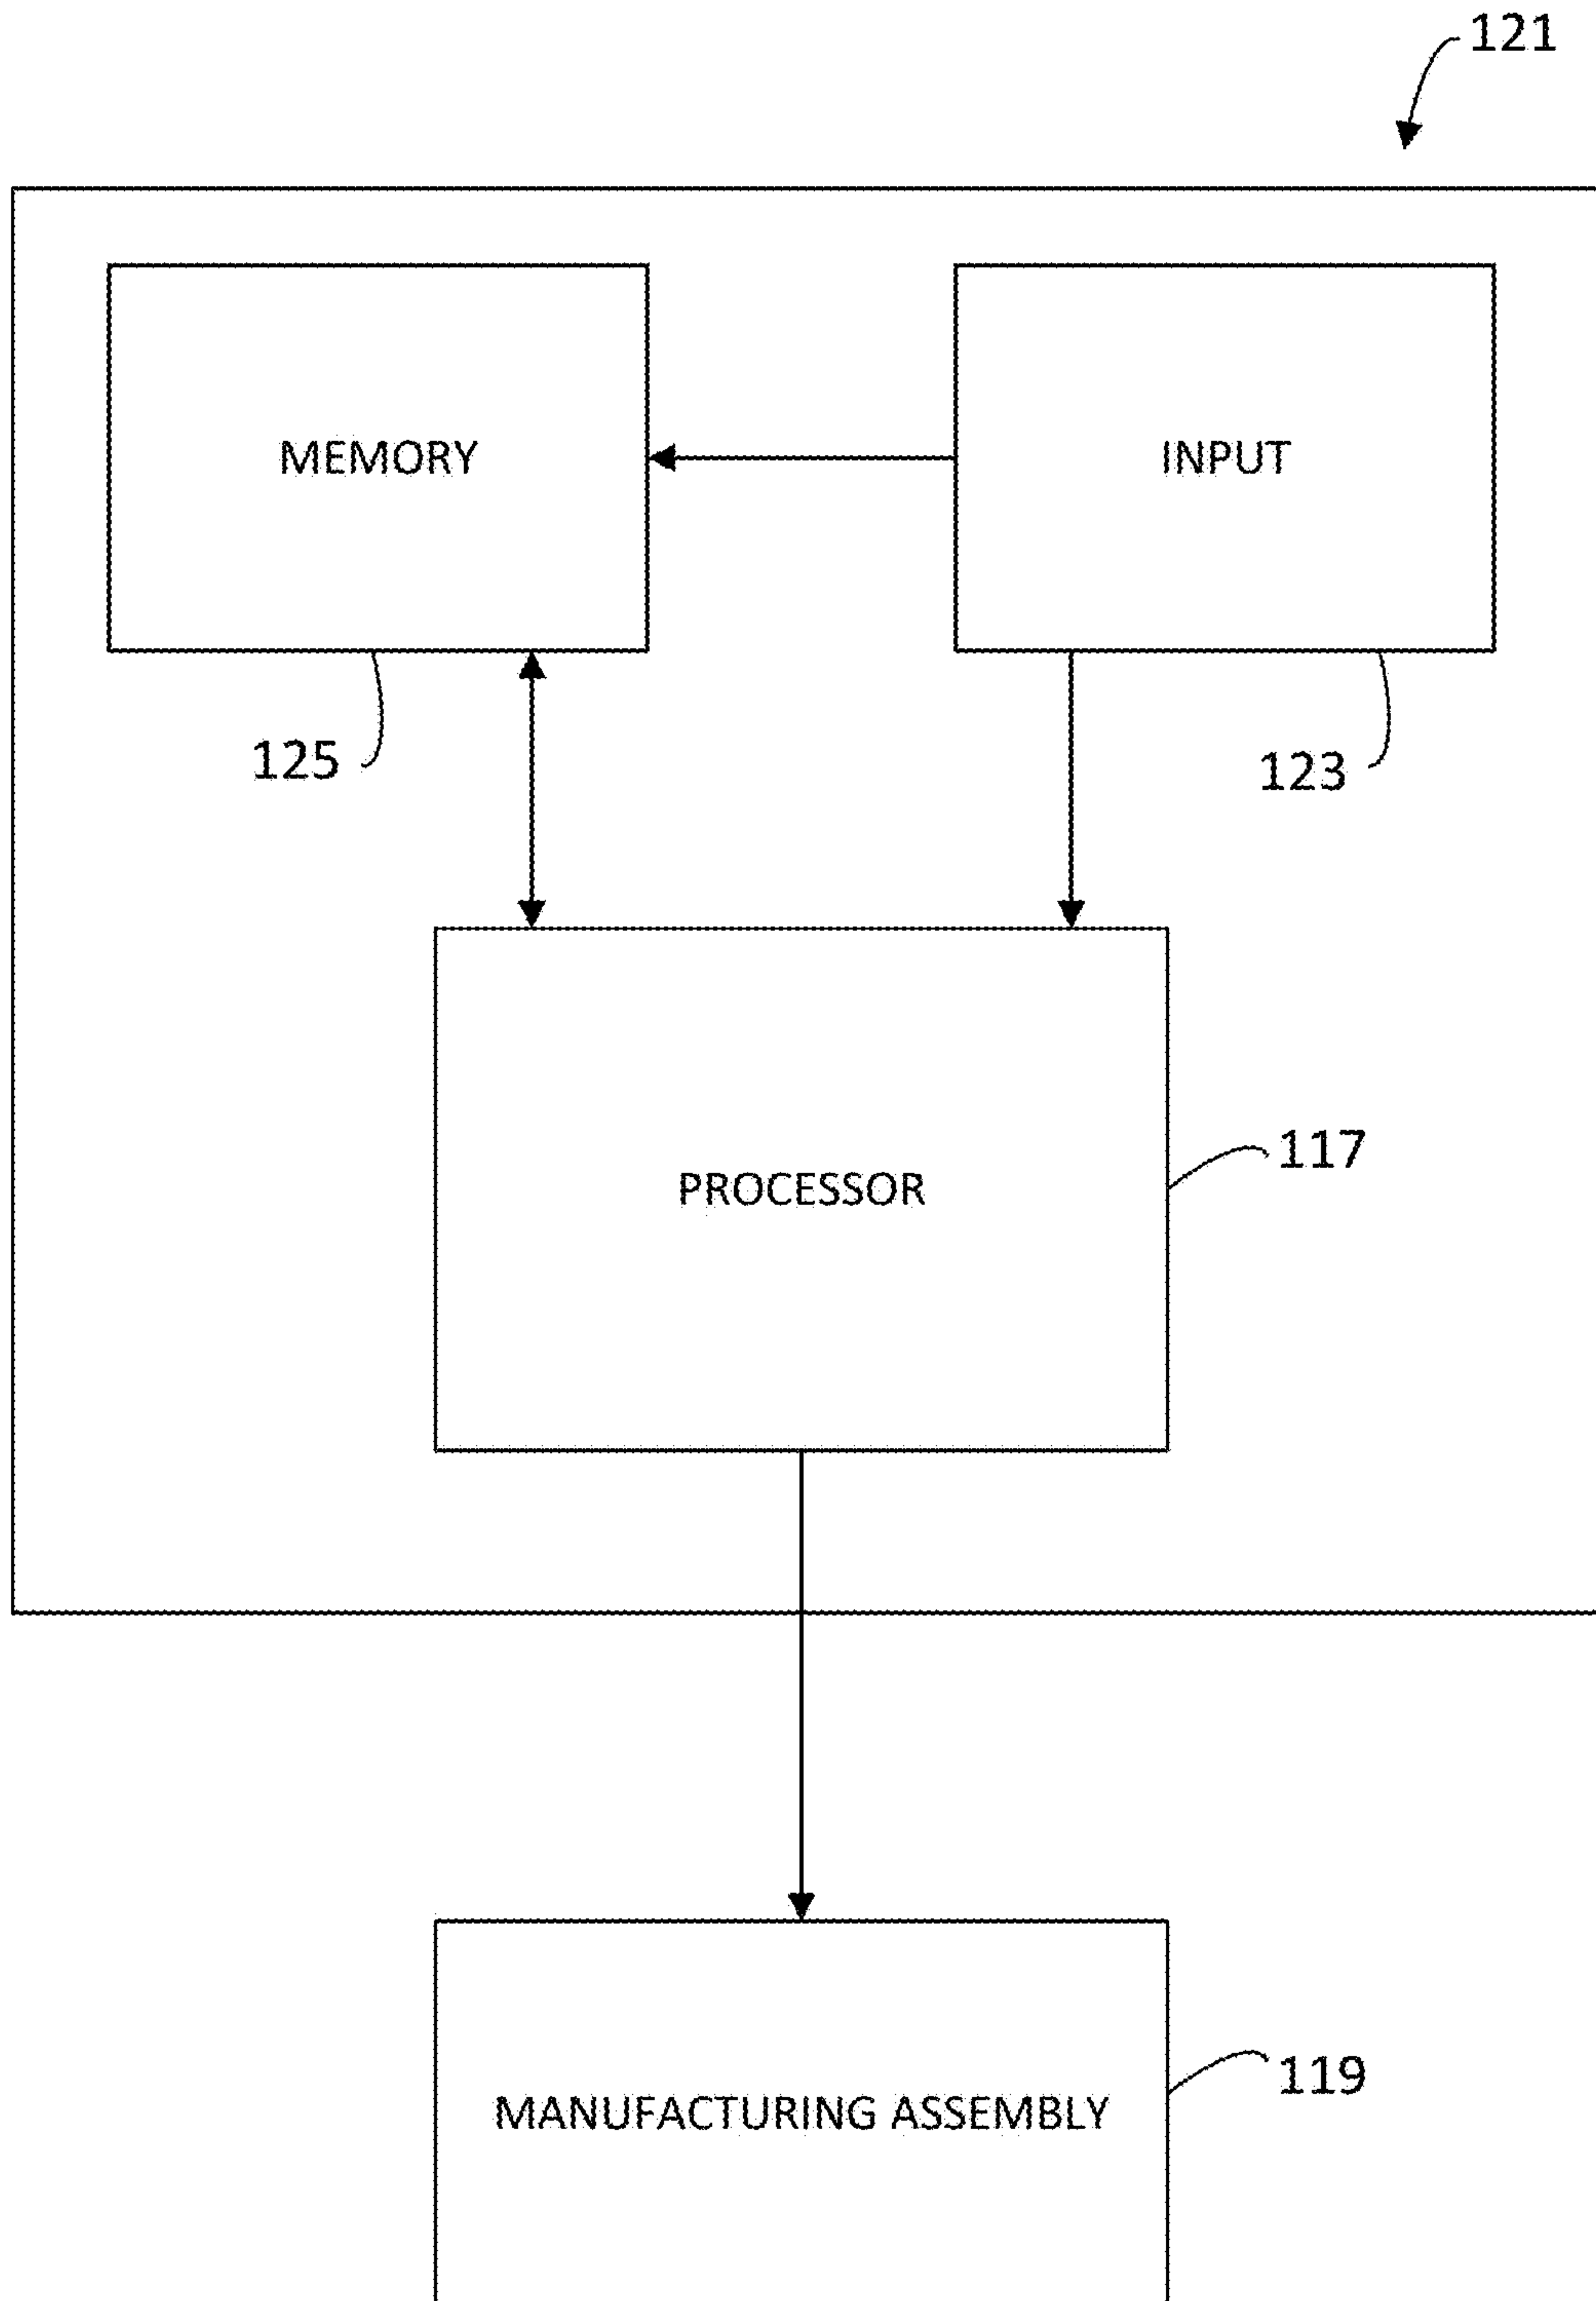 121
MEMORY
INPUT
125
123
PROCESSOR
117
MANUFACTURING ASSEMBLY
119